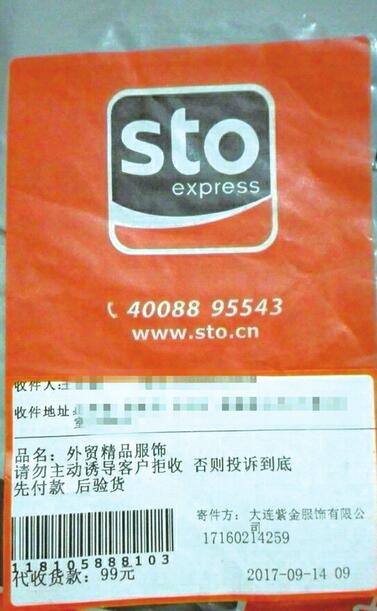 sto
express
40088 95543
www.sto.cn
收件人:
收件地址:
室
品名: 外贸精品服饰
请勿主动诱导客户拒收 否则投诉到底
先付款 后验货
寄件方: 大连紫金服饰有限公
司
17160214259
118105888103
代收货款: 99元
2017-09-14 09